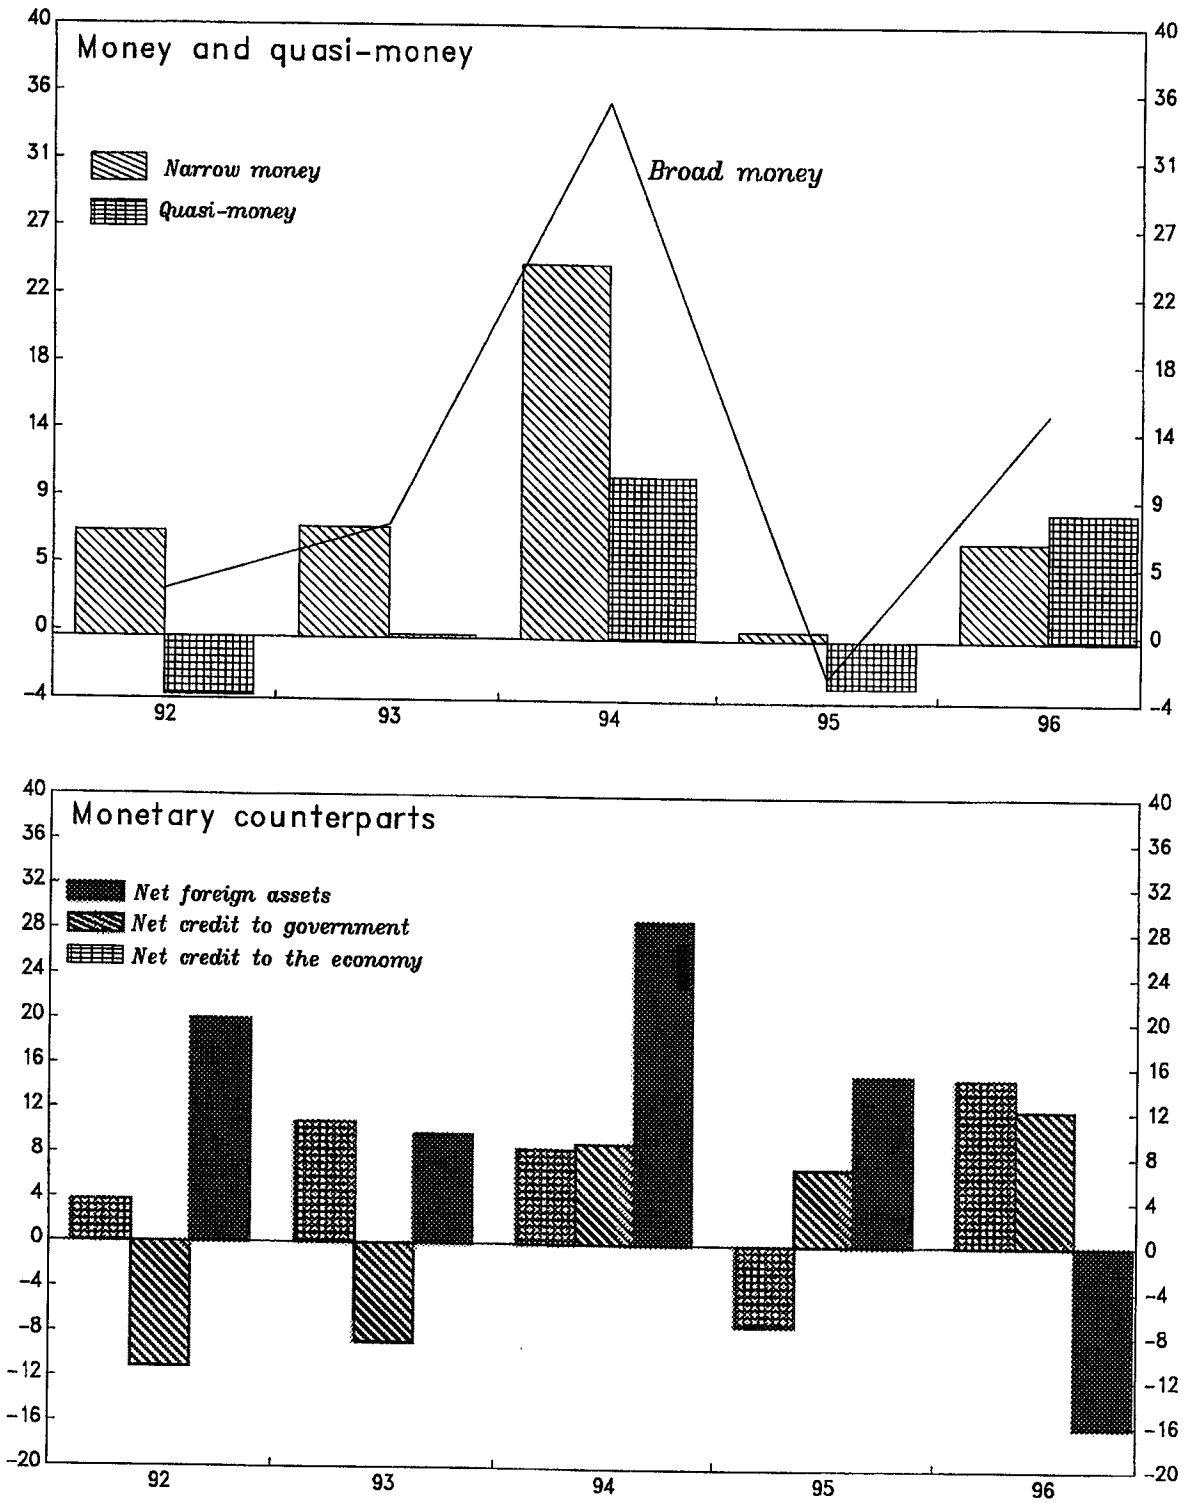 Money and quasi-money
40 40
36 36
31 31
Narrow money
Broad money
Quasi-money
27 27
22 22
18 18
14 14
9 9
5 5
0 0
-4 -4
92 93 94 95 96
Monetary counterparts
40 40
36 36
32 32
Net foreign assets
Net credit to government
28 28
Net credit to the economy
24 24
20 20
16 16
12 12
8 8
4 4
0 0
-4 -4
-8 -8
-12 -12
-16 -16
-20 -20
92 93 94 95 96